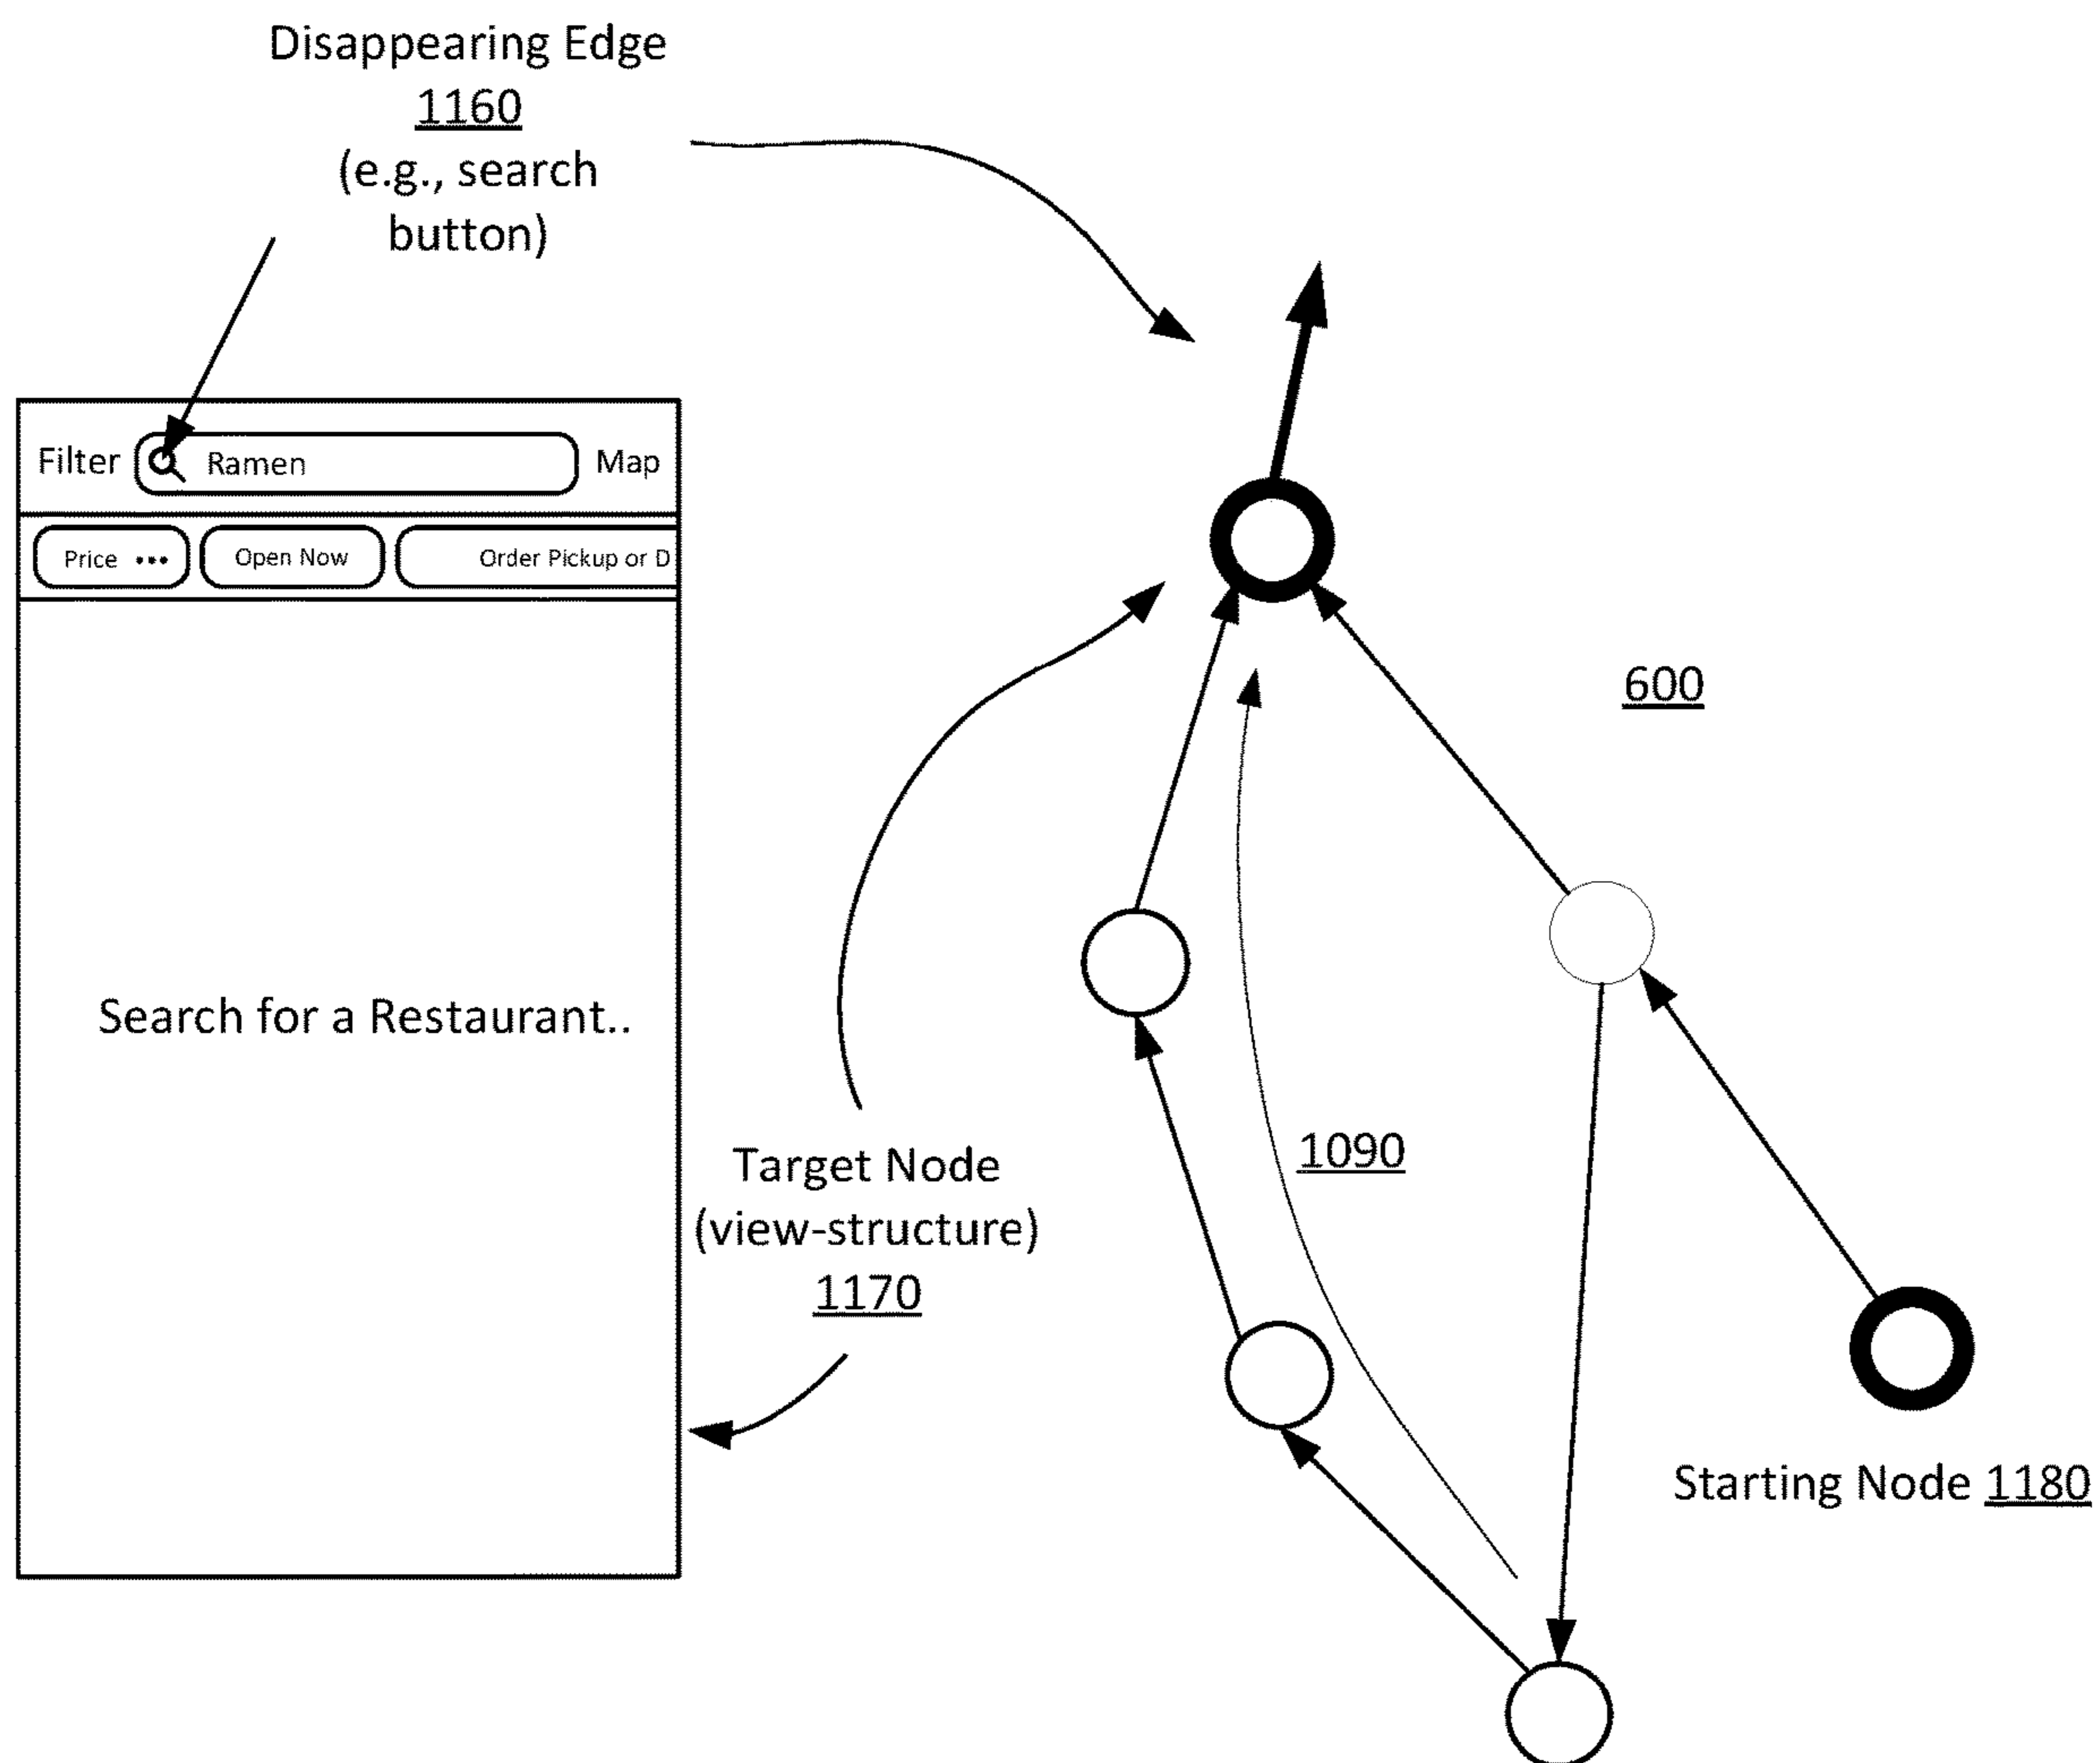 Disappearing Edge
1160
(e.g., search
button)
Filter
Ramen
Map
Price •••
Open Now
Order Pickup or D
600
Search for a Restaurant..
1090
Target Node
(view-structure)
1170
Starting Node 1180